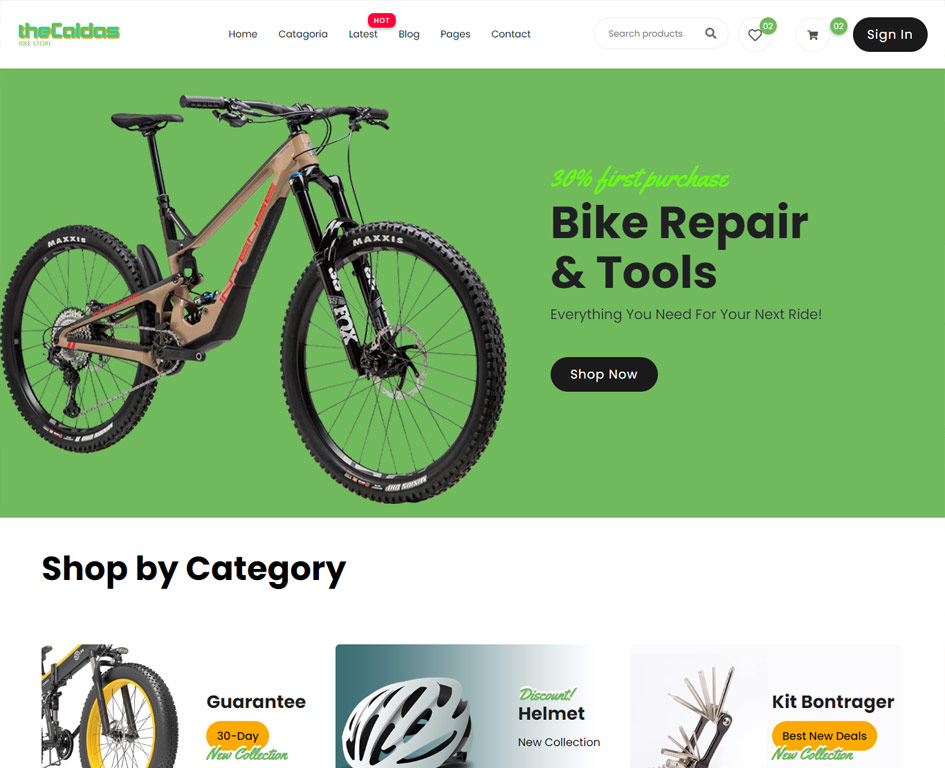 theCaldas
BIKE STORE
Home
Catagoria
Latest
HOT
Blog
Pages
Contact
Search products
02
02
Sign In
30% first purchase
Bike Repair
& Tools
Everything You Need For Your Next Ride!
Shop Now
MAXXIS
MAXXIS
FOX
Shop by Category
Guarantee
30-Day
New Collection
Discount!
Helmet
New Collection
Kit Bontrager
Best New Deals
New Collection